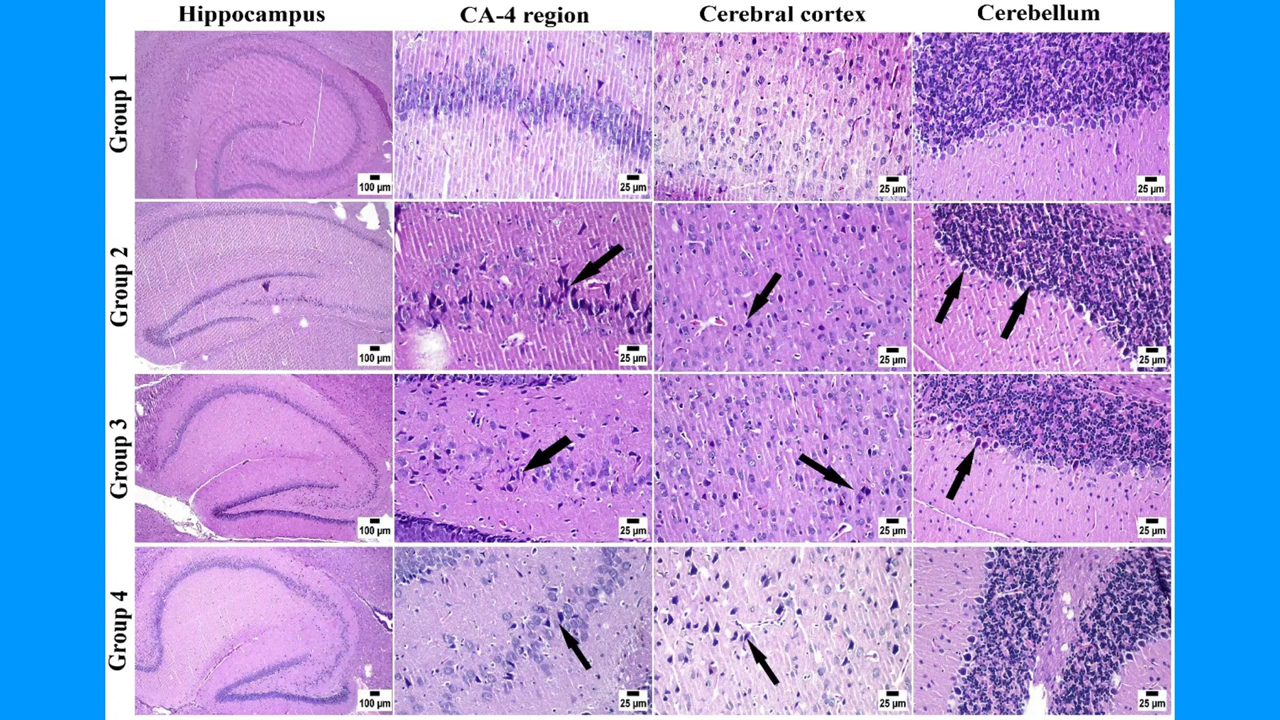 Hippocampus CA-4 region Cerebral cortex Cerebellum
Group 1
100 µm 25 µm 25 µm 25 µm
Group 2
100 µm 25 µm 25 µm 25 µm
Group 3
100 µm 25 µm 25 µm 25 µm
Group 4
100 µm 25 µm 25 µm 25 µm